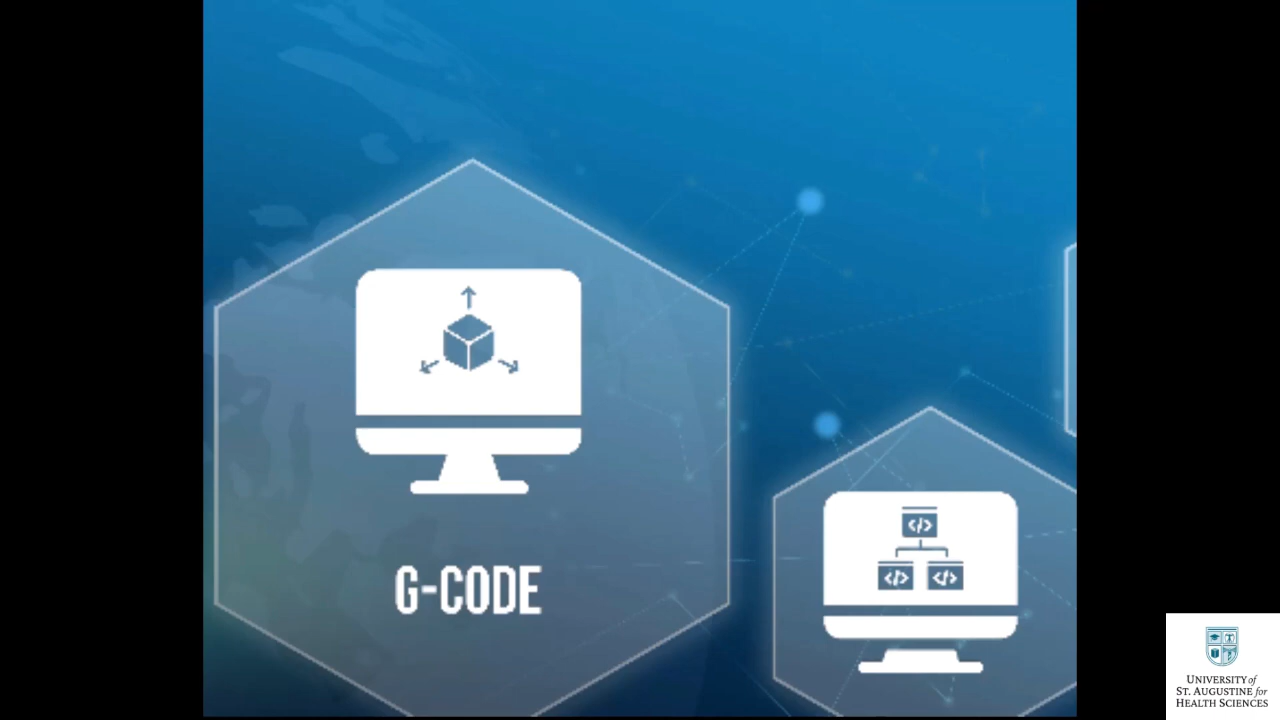 G-CODE
</>
</> </>
UNIVERSITY of
ST. AUGUSTINE for
HEALTH SCIENCES